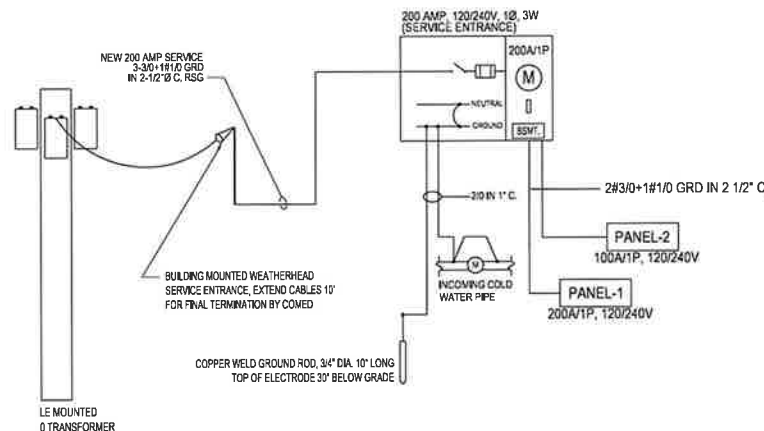 200 AMP, 120/240V, 1Ø, 3W
(SERVICE ENTRANCE)
200A/1P
M
NEUTRAL
GROUND
BSMT.
NEW 200 AMP SERVICE
3-3/0+1#1/0 GRD
IN 2-1/2"Ø C. RSG
2/0 IN 1" C.
2#3/0+1#1/0 GRD IN 2 1/2" C
PANEL-2
100A/1P, 120/240V
PANEL-1
200A/1P, 120/240V
M
INCOMING COLD
WATER PIPE
BUILDING MOUNTED WEATHERHEAD
SERVICE ENTRANCE, EXTEND CABLES 10'
FOR FINAL TERMINATION BY COMED
COPPER WELD GROUND ROD, 3/4" DIA. 10' LONG
TOP OF ELECTRODE 30" BELOW GRADE
LE MOUNTED
0 TRANSFORMER